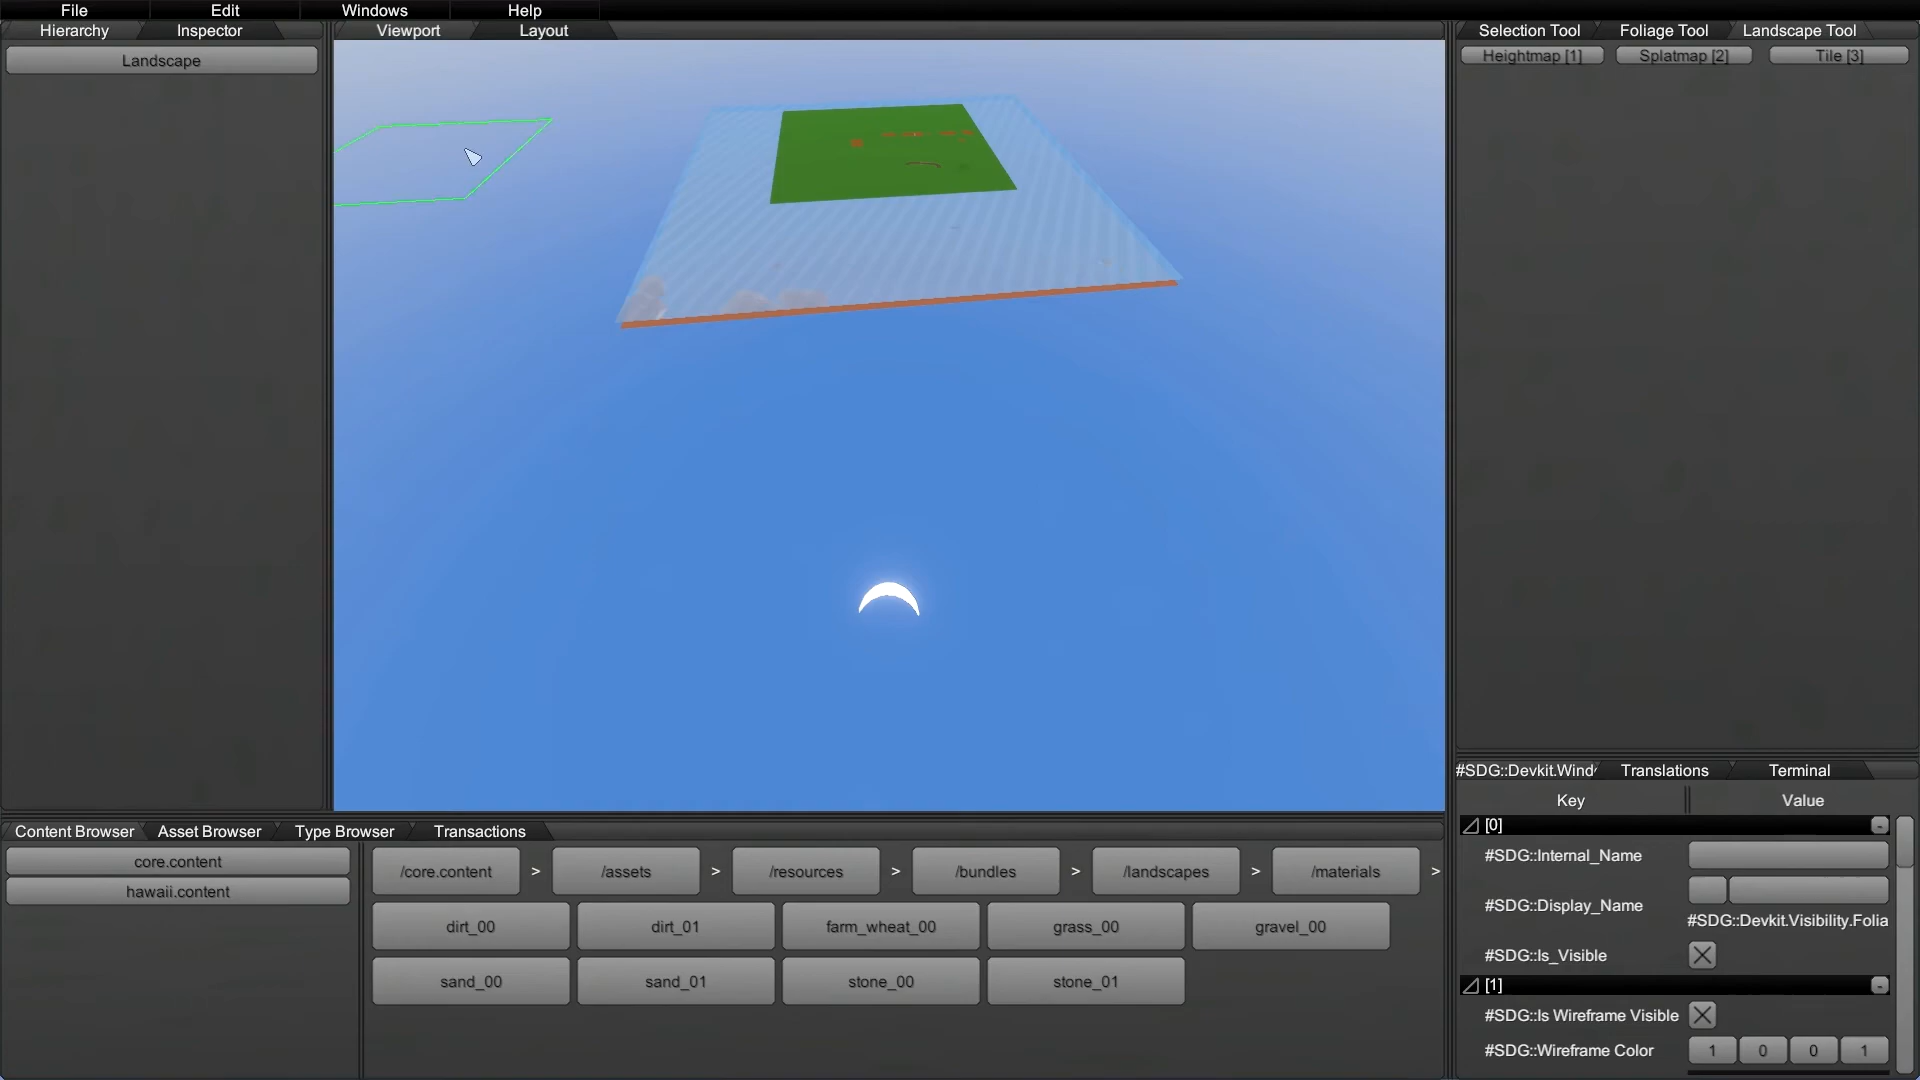 File Edit Windows Help
Hierarchy Inspector Viewport Layout Selection Tool Foliage Tool Landscape Tool
Landscape
Heightmap [1] Splatmap [2] Tile [3]
#SDG::Devkit.Wind Translations Terminal
Key Value
[0]
#SDG::Internal_Name
#SDG::Display_Name
#SDG::Devkit.Visibility.Folia
#SDG::Is_Visible
[1]
#SDG::Is Wireframe Visible
#SDG::Wireframe Color 1 0 0 1
Content Browser Asset Browser Type Browser Transactions
core.content
hawaii.content
/core.content > /assets > /resources > /bundles > /landscapes > /materials >
dirt_00 dirt_01 farm_wheat_00 grass_00 gravel_00
sand_00 sand_01 stone_00 stone_01